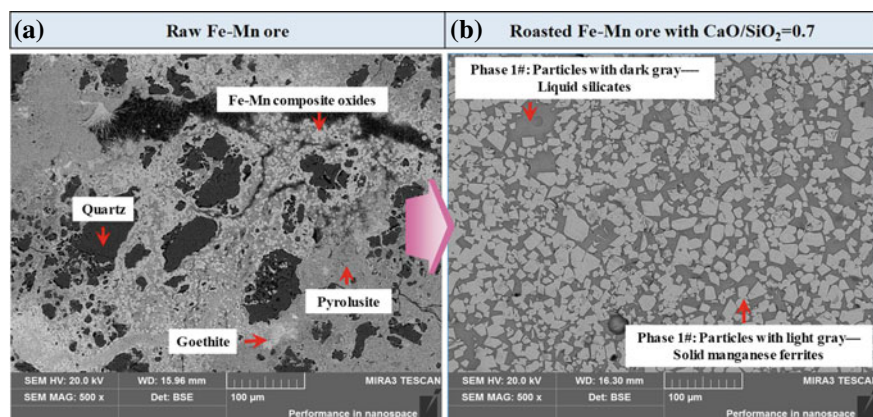 (a) Raw Fe-Mn ore
(b) Roasted Fe-Mn ore with CaO/SiO₂=0.7
Fe-Mn composite oxides
Quartz
Pyrolusite
Goethite
SEM HV: 20.0 kV WD: 15.96 mm MIRA3 TESCAN
SEM MAG: 500 x Det: BSE 100 µm
Performance in nanospace
Phase 1#: Particles with dark gray—
Liquid silicates
Phase 1#: Particles with light gray—
Solid manganese ferrites
SEM HV: 20.0 kV WD: 16.30 mm MIRA3 TESCAN
SEM MAG: 500 x Det: BSE 100 µm
Performance in nanospace